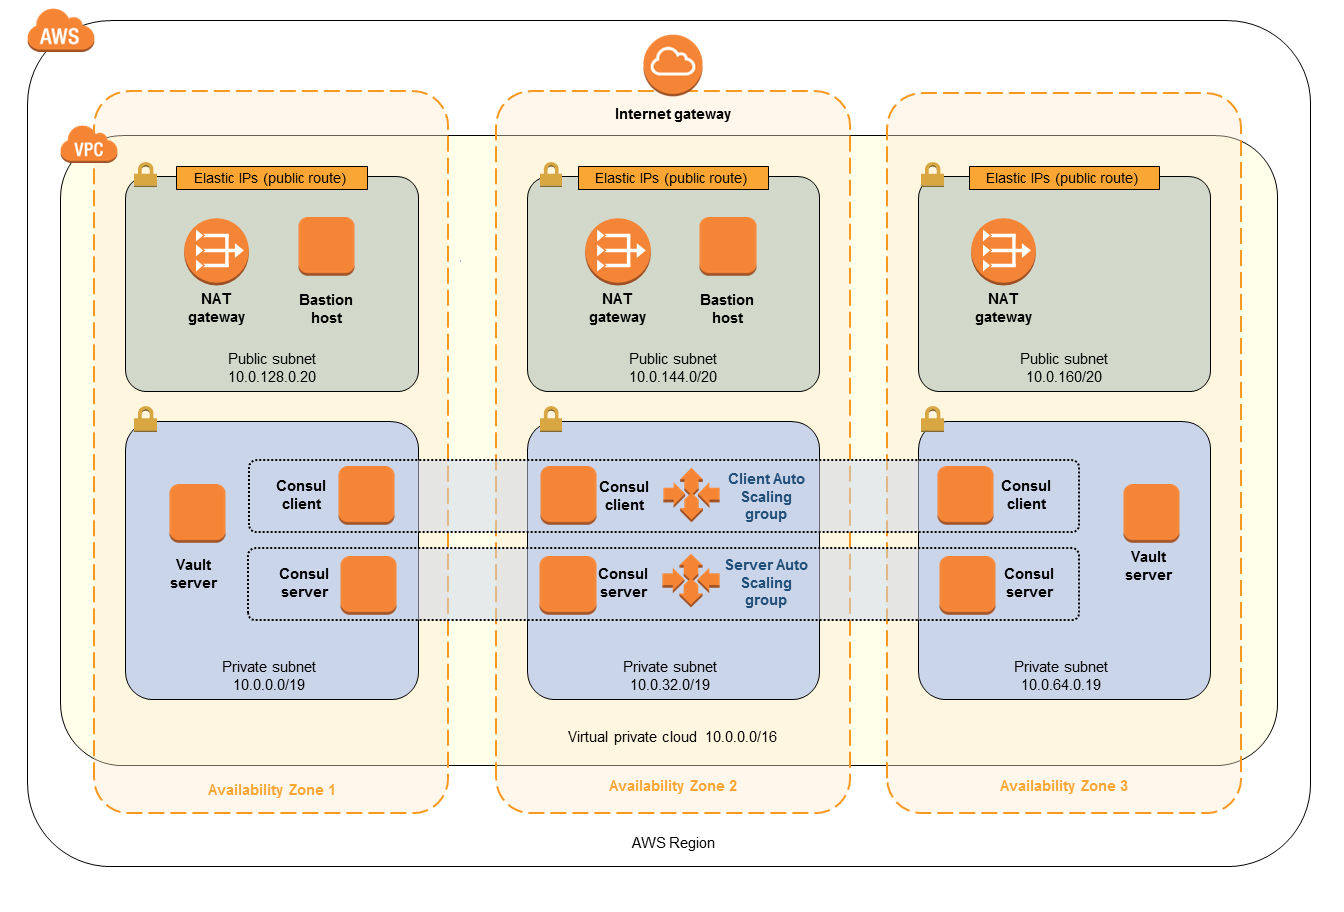 AWS
Internet gateway
VPC
Elastic IPs (public route)
NAT
gateway
Bastion
host
Public subnet
10.0.128.0.20
Elastic IPs (public route)
NAT
gateway
Bastion
host
Public subnet
10.0.144.0/20
Elastic IPs (public route)
NAT
gateway
Public subnet
10.0.160/20
Vault
server
Consul
client
Consul
server
Private subnet
10.0.0.0/19
Consul
client
Client Auto
Scaling
group
Consul
server
Server Auto
Scaling
group
Private subnet
10.0.32.0/19
Consul
client
Consul
server
Vault
server
Private subnet
10.0.64.0.19
Virtual private cloud 10.0.0.0/16
Availability Zone 1
Availability Zone 2
Availability Zone 3
AWS Region